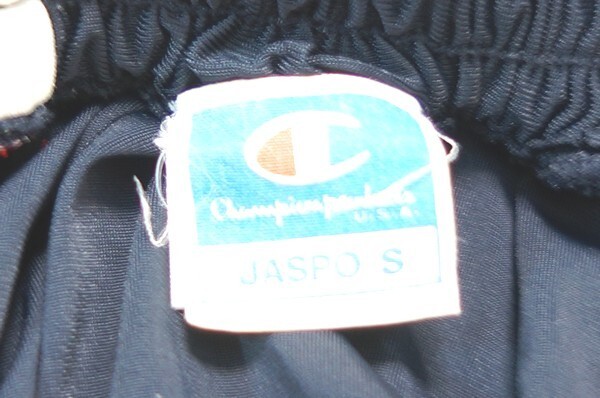 Champion products
U.S.A.
JASPO S